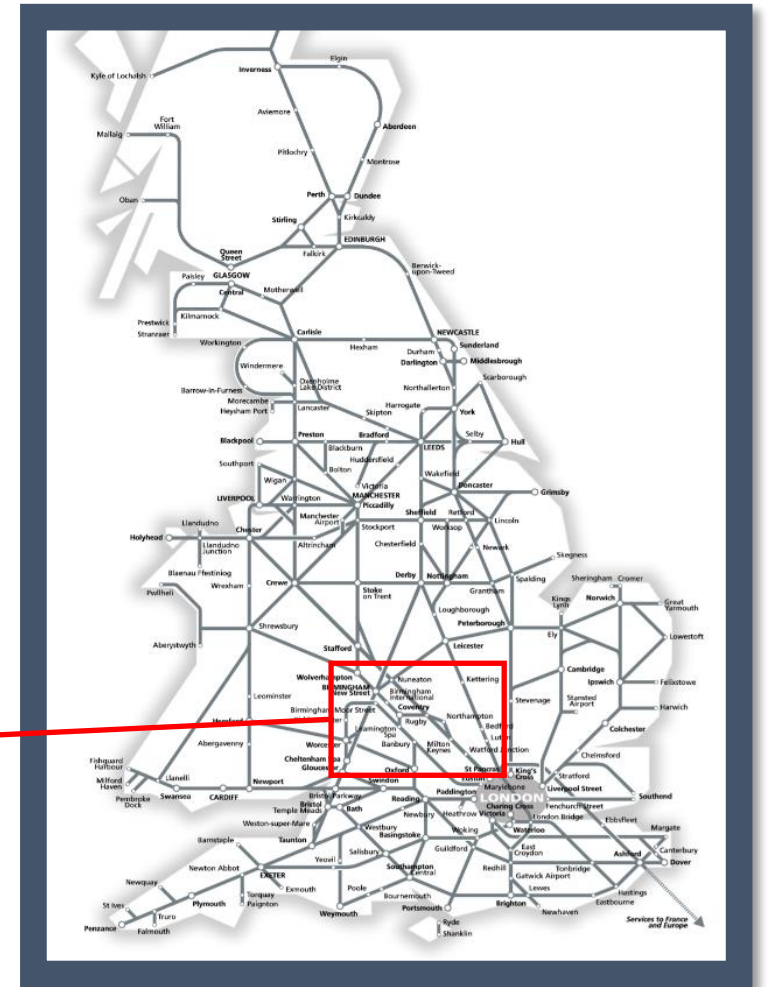 Elgin
Inverness
Kyle of Lochalsh
Aviemore
Fort
William
Mallaig
Aberdeen
Pitlochry
Montrose
Perth
Dundee
Oban
Stirling
Kirkcaldy
EDINBURGH
Queen
Street
Falkirk
Berwick-
upon-Tweed
Paisley
GLASGOW
Central
Motherwell
Prestwick
Kilmarnock
Stranraer
Carlisle
NEWCASTLE
Workington
Hexham
Sunderland
Durham
Darlington
Middlesbrough
Windermere
Scarborough
Oxenholme
Lake District
Barrow-in-Furness
Northallerton
Morecambe
Lancaster
Harrogate
York
Heysham Port
Skipton
Preston
Bradford
Selby
Blackpool
Blackburn
LEEDS
Hull
Huddersfield
Southport
Bolton
Wakefield
Wigan
Victoria
Doncaster
MANCHESTER
Grimsby
LIVERPOOL
Warrington
Piccadilly
Manchester
Airport
Sheffield
Retford
Llandudno
Chester
Stockport
Worksop
Lincoln
Holyhead
Llandudno
Junction
Altrincham
Chesterfield
Newark
Skegness
Blaenau Ffestiniog
Crewe
Derby
Nottingham
Sheringham
Cromer
Pwllheli
Wrexham
Stoke
on Trent
Grantham
Spalding
Kings
Lynn
Norwich
Great
Yarmouth
Loughborough
Shrewsbury
Peterborough
Ely
Aberystwyth
Stafford
Leicester
Lowestoft
Wolverhampton
Nuneaton
Kettering
Cambridge
BIRMINGHAM
New Street
Birmingham
International
Ipswich
Felixstowe
Leominster
Stevenage
Stansted
Airport
Harwich
Birmingham Moor Street
Coventry
Rugby
Northampton
Hereford
Leamington
Spa
Bedford
Colchester
Abergavenny
Worcester
Banbury
Milton
Keynes
Luton
Watford Junction
Chelmsford
Fishguard
Harbour
Cheltenham Spa
Gloucester
Oxford
St Pancras
King's
Cross
Stratford
Milford
Haven
Llanelli
Newport
Swindon
Euston
Marylebone
Liverpool Street
Pembroke
Dock
Swansea
CARDIFF
Bristol Parkway
Reading
Paddington
LONDON
Southend
Bristol
Temple Meads
Bath
Newbury
Heathrow
Victoria
Charing Cross
Fenchurch Street
London Bridge
Weston-super-Mare
Westbury
Basingstoke
Woking
Waterloo
Ebbsfleet
Margate
Barnstaple
Taunton
Salisbury
Guildford
East
Croydon
Canterbury
Newton Abbot
Yeovil
Southampton
Central
Redhill
Tonbridge
Ashford
Dover
EXETER
Gatwick Airport
Newquay
Exmouth
Poole
Lewes
Hastings
St Ives
Plymouth
Torquay
Paignton
Bournemouth
Eastbourne
Truro
Weymouth
Portsmouth
Brighton
Newhaven
Penzance
Falmouth
Ryde
Shanklin
Services to France
and Europe